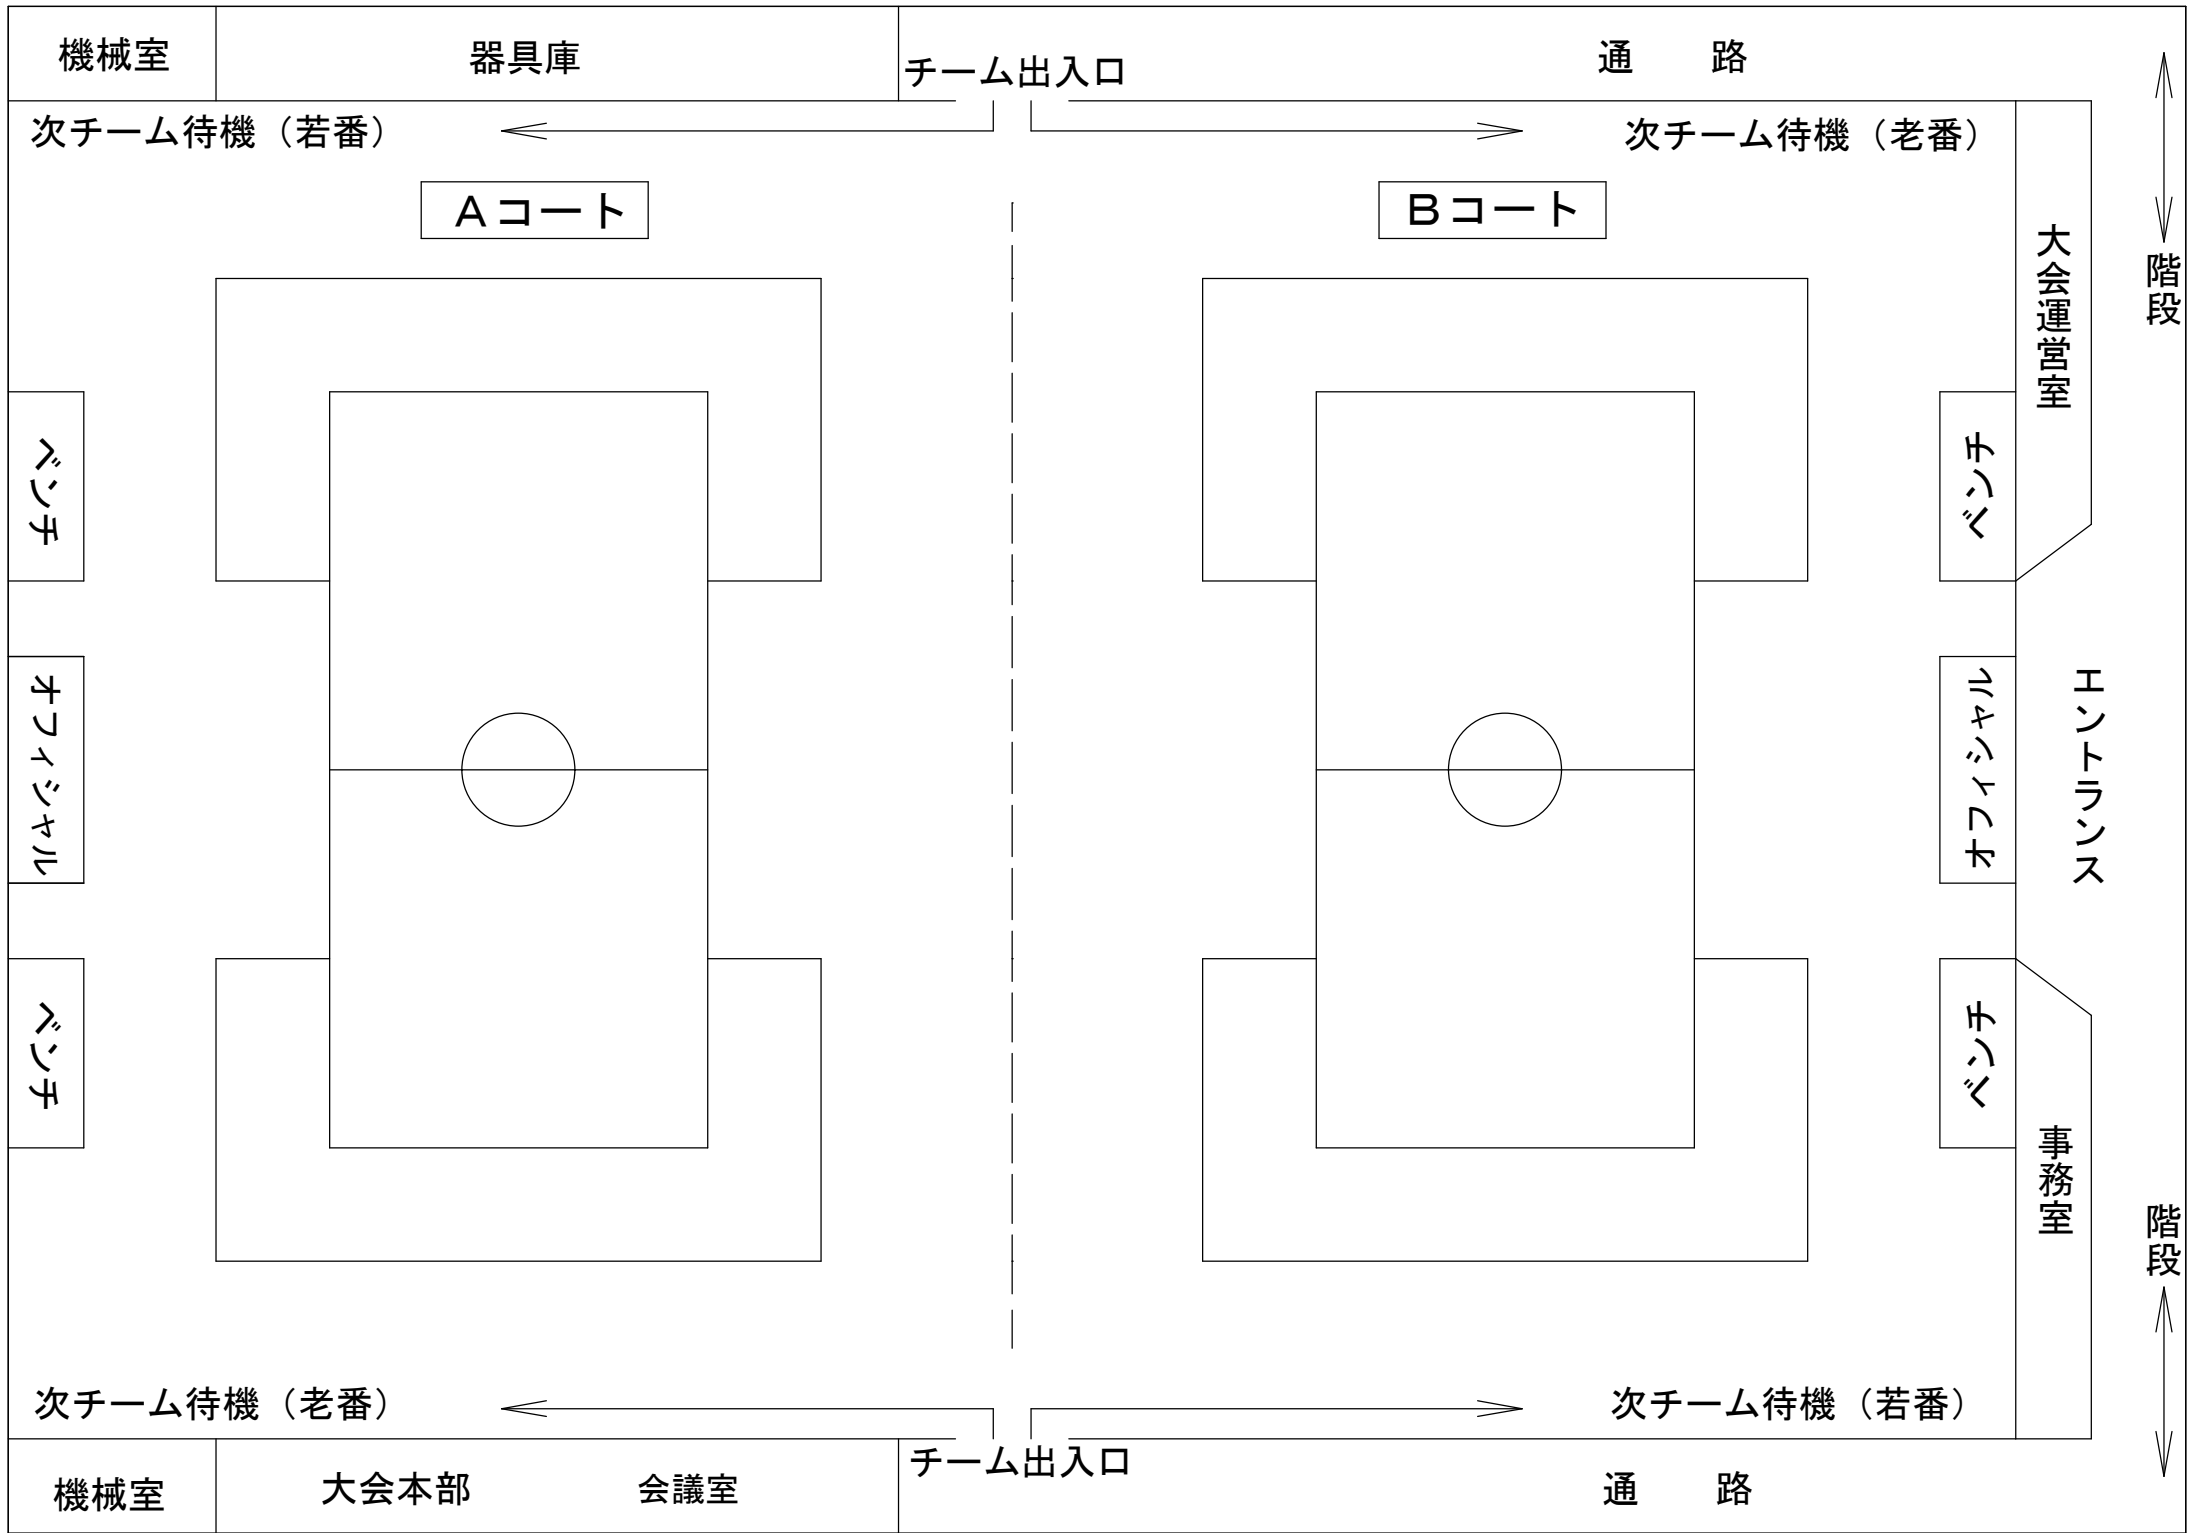 機械室
器具庫
チーム出入口
通　　路
次チーム待機（若番）
次チーム待機（老番）
Ａコート
Ｂコート
大会運営室
階段
ベンチ
ベンチ
オフィシャル
オフィシャル
エントランス
ベンチ
ベンチ
事務室
階段
次チーム待機（老番）
次チーム待機（若番）
チーム出入口
機械室
大会本部
会議室
通　　路